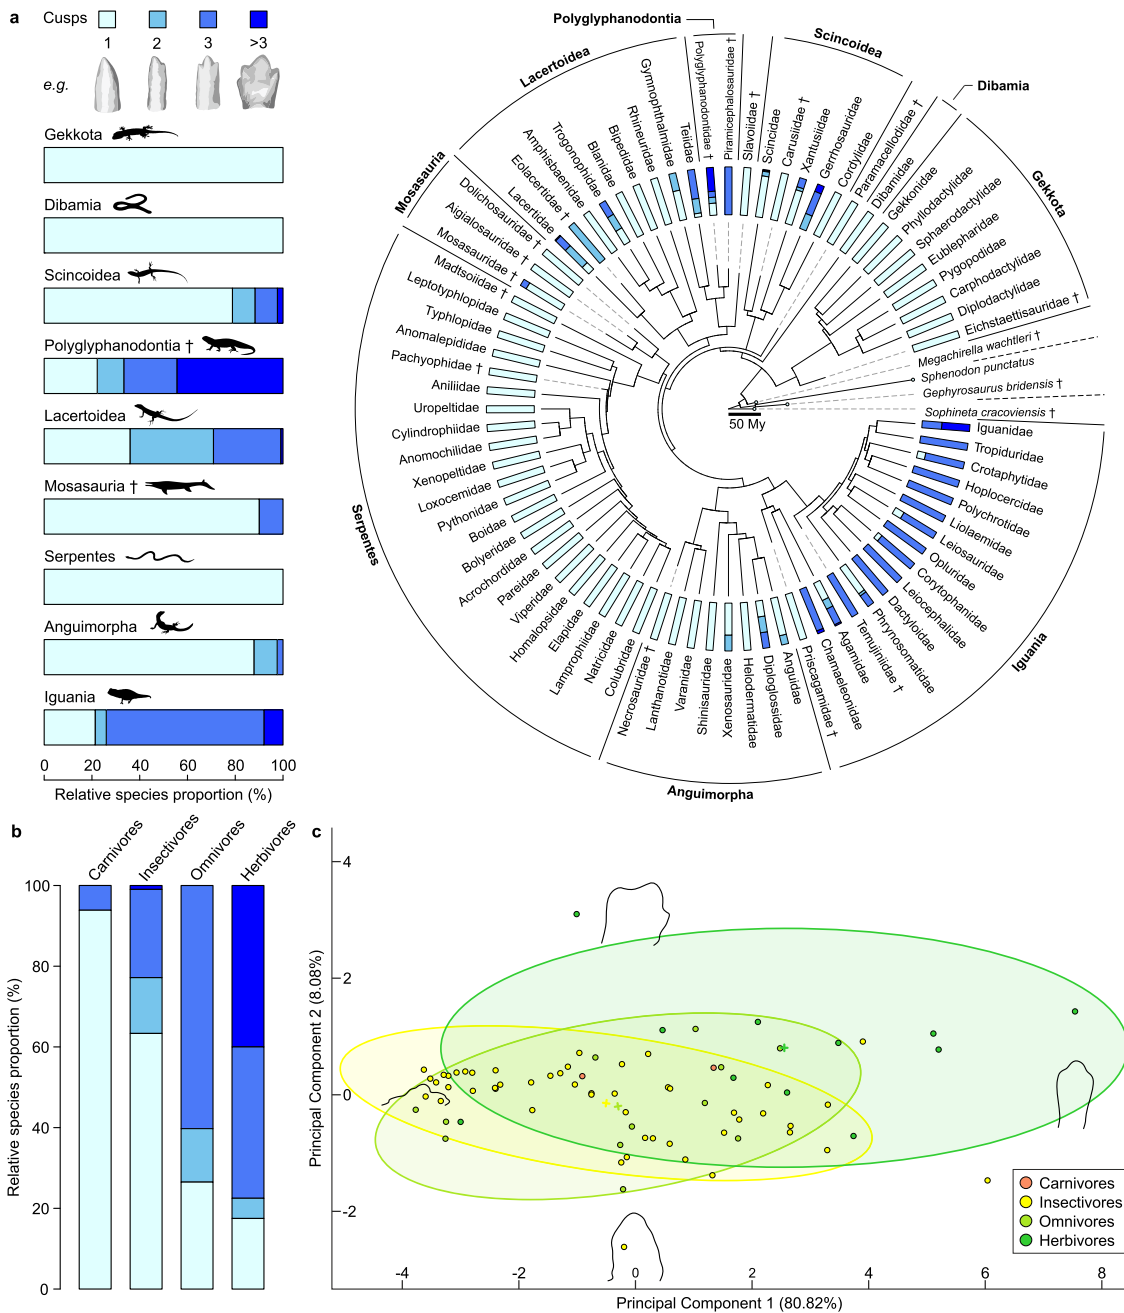 a
Cusps
1
2
3
>3
e.g.
Gekkota
Dibamia
Scincoidea
Polyglyphanodontia †
Lacertoidea
Mosasauria †
Serpentes
Anguimorpha
Iguania
0
20
40
60
80
100
Relative species proportion (%)
Polyglyphanodontia
Scincoidea
Dibamia
Gekkota
Iguania
Anguimorpha
Serpentes
Mosasauria
Lacertoidea
Polyglyphanodontidae †
Piramicephalosauridae †
Slavoiidae †
Scincidae
Carusiidae †
Xantusiidae
Gerrhosauridae
Cordylidae
Paramacellodidae †
Dibamidae
Gekkonidae
Phyllodactylidae
Sphaerodactylidae
Eublepharidae
Pygopodidae
Carphodactylidae
Diplodactylidae
Eichstaettisauridae †
Megachirella wachtleri †
Sphenodon punctatus
Gephyrosaurus bridensis †
Sophineta cracoviensis †
50 My
Iguanidae
Tropiduridae
Crotaphytidae
Hoplocercidae
Polychrotidae
Liolaemidae
Leiosauridae
Opluridae
Corytophanidae
Leiocephalidae
Dactyloidae
Phrynosomatidae
Temujiniidae †
Agamidae
Chamaeleonidae
Priscagamidae †
Anguidae
Diploglossidae
Helodermatidae
Xenosauridae
Shinisauridae
Varanidae
Lanthanotidae
Necrosauridae †
Colubridae
Natricidae
Lamprophiidae
Elapidae
Homalopsidae
Viperidae
Pareidae
Acrochordidae
Bolyeridae
Boidae
Pythonidae
Loxocemidae
Xenopeltidae
Anomochilidae
Cylindrophiidae
Uropeltidae
Aniliidae
Pachyophidae †
Anomalepididae
Typhlopidae
Leptotyphlopidae
Madtsoiidae †
Mosasauridae †
Aigialosauridae †
Dolichosauridae †
Lacertidae
Eolacertidae †
Amphisbaenidae
Trogonophidae
Blanidae
Bipedidae
Rhineuridae
Gymnophthalmidae
Teiidae
b
Carnivores
Insectivores
Omnivores
Herbivores
Relative species proportion (%)
100
80
60
40
20
0
c
Principal Component 2 (8.08%)
4
2
0
-2
-4
-2
0
2
4
6
8
Principal Component 1 (80.82%)
Carnivores
Insectivores
Omnivores
Herbivores